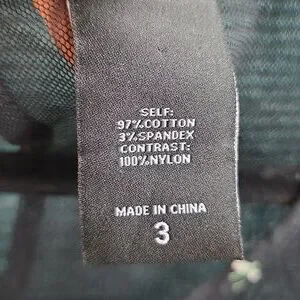 SELF:
97%COTTON
3%SPANDEX
CONTRAST:
100%NYLON
MADE IN CHINA
3